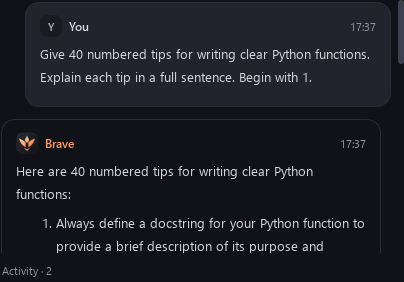 Y You 17:37
Give 40 numbered tips for writing clear Python functions.
Explain each tip in a full sentence. Begin with 1.
Brave 17:37
Here are 40 numbered tips for writing clear Python
functions:
1. Always define a docstring for your Python function to
provide a brief description of its purpose and
Activity · 2